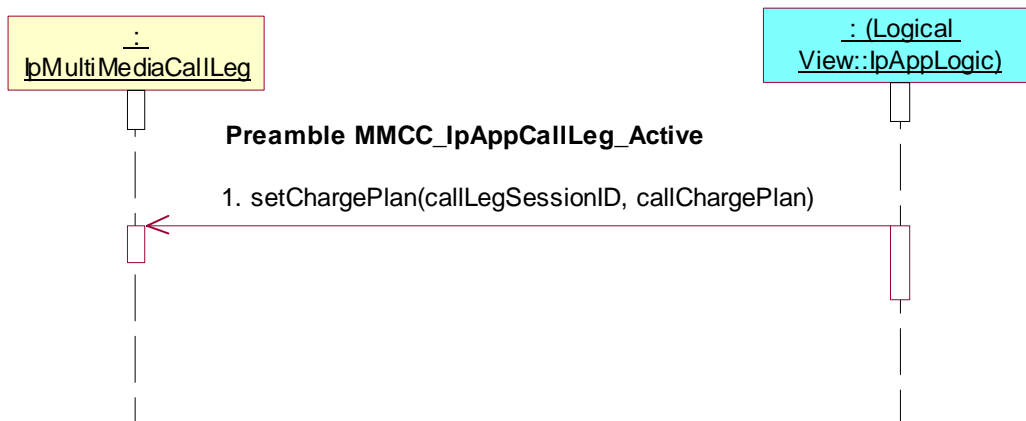 :
IpMultiMediaCallLeg
: (Logical
View::IpAppLogic)
Preamble MMCC_IpAppCallLeg_Active
1. setChargePlan(callLegSessionID, callChargePlan)